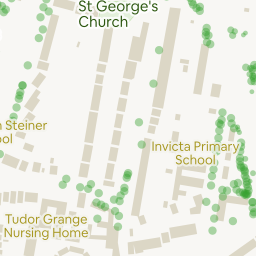 St George's
Church
n Steiner
ool
Invicta Primary
School
Tudor Grange
Nursing Home